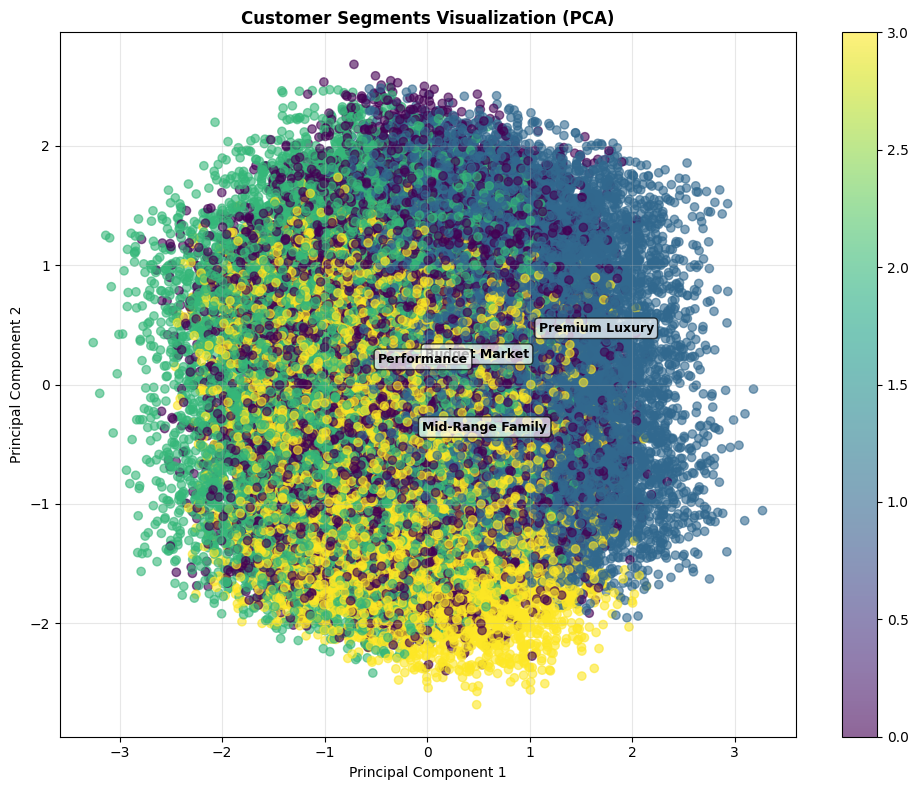 Customer Segments Visualization (PCA)
3.0
2.5
2.0
1.5
1.0
0.5
0.0
2
1
0
−1
−2
Principal Component 2
Premium Luxury
Performance
Market
Mid-Range Family
−3
−2
−1
0
1
2
3
Principal Component 1